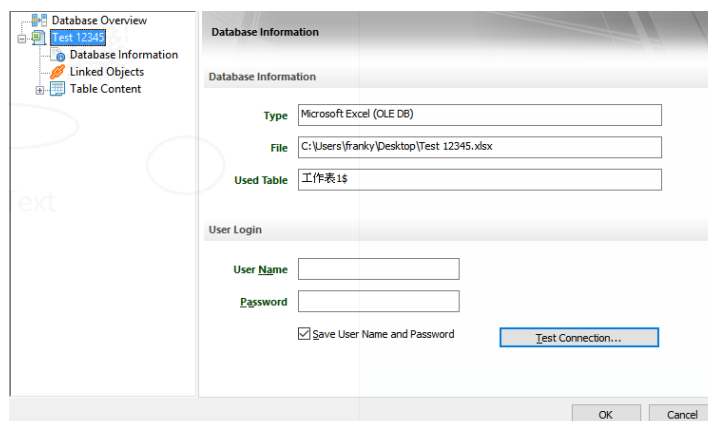 Database Overview
Test 12345
Database Information
Linked Objects
Table Content
Database Information
Database Information
Type Microsoft Excel (OLE DB)
File C:\Users\franky\Desktop\Test 12345.xlsx
Used Table 工作表1$
User Login
User Name
Password
Save User Name and Password
Test Connection...
OK Cancel
Text